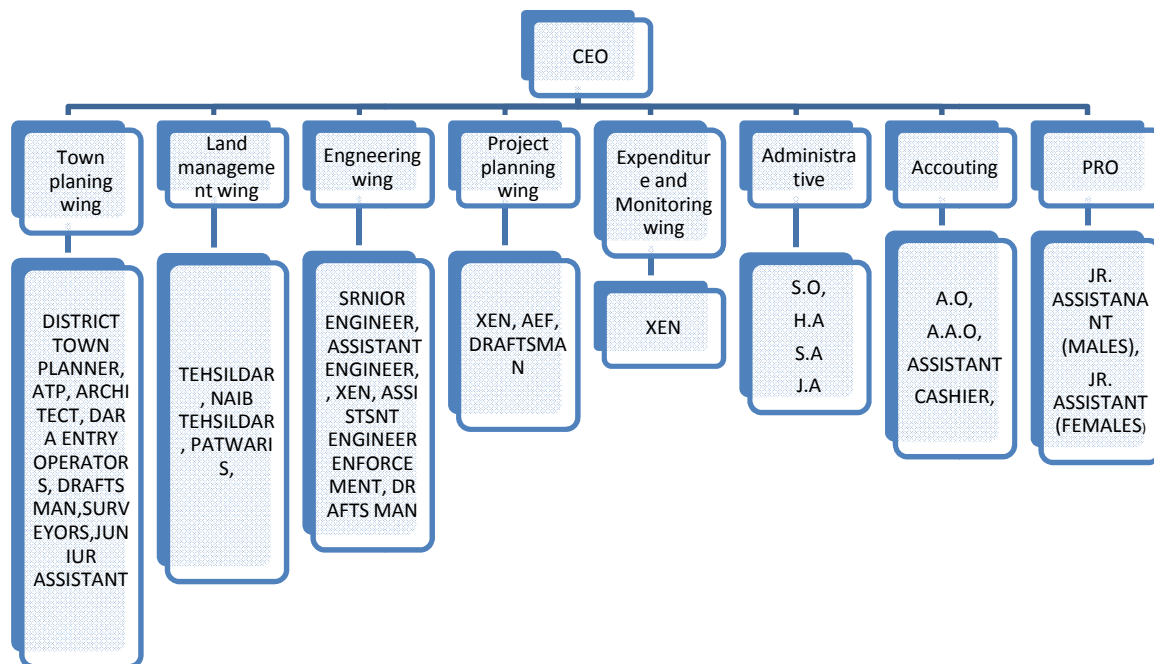 CEO
Town
planing
wing
Land
manageme
nt wing
Engneering
wing
Project
planning
wing
Expenditur
e and
Monitoring
wing
Administra
tive
Accouting
PRO
DISTRICT
TOWN
PLANNER,
ATP, ARCHI
TECT, DAR
A ENTRY
OPERATOR
S, DRAFTS
MAN,SURV
EYORS,JUN
IUR
ASSISTANT
TEHSILDAR
, NAIB
TEHSILDAR
, PATWARI
S,
SRNIOR
ENGINEER,
ASSISTANT
ENGINEER,
, XEN, ASSI
STSNT
ENGINEER
ENFORCE
MENT, DR
AFTS MAN
XEN, AEF,
DRAFTSMA
N
XEN
S.O,
H.A
S.A
J.A
A.O,
A.A.O,
ASSISTANT
CASHIER,
JR.
ASSISTANA
NT
(MALES),
JR.
ASSISTANT
(FEMALES)